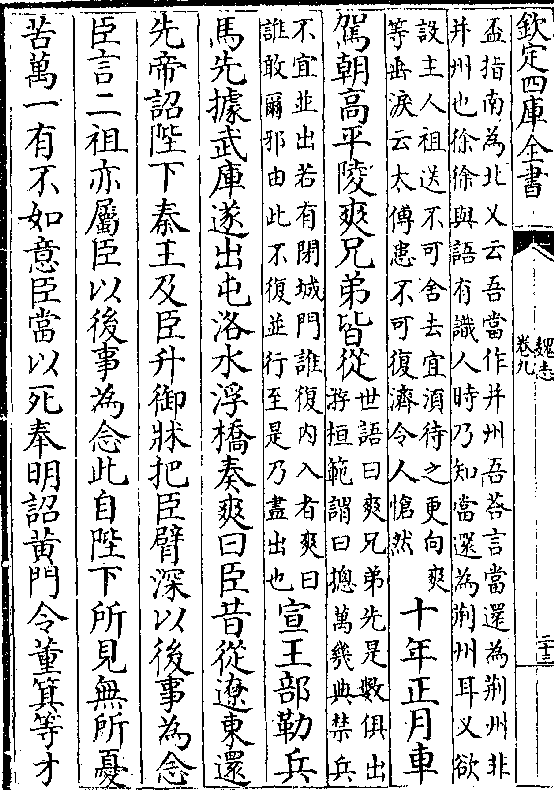 欽定四庫全書
魏志
卷九
二十三
盃指南為北又云吾當作并州吾荅言當還為荆州非
并州也徐徐與語有識人時乃知當還為荆州耳又欲
設主人祖送不可舍去宜須待之更向爽
等垂淚云太傅患不可復濟令人愴然
十年正月車
駕朝高平陵爽兄弟皆從
世語曰爽兄弟先是數俱出
游桓範謂曰揔萬幾典禁兵
不宜並出若有閉城門誰復内入者爽曰
誰敢爾邪由此不復並行至是乃盡出也
宣王部勒兵
馬先據武庫遂出屯洛水浮橋奏爽曰臣昔從遼東還
先帝詔陛下秦王及臣升御牀把臣臂深以後事為念
臣言二祖亦屬臣以後事為念此自陛下所見無所憂
苦萬一有不如意臣當以死奉明詔黄門令董箕等才